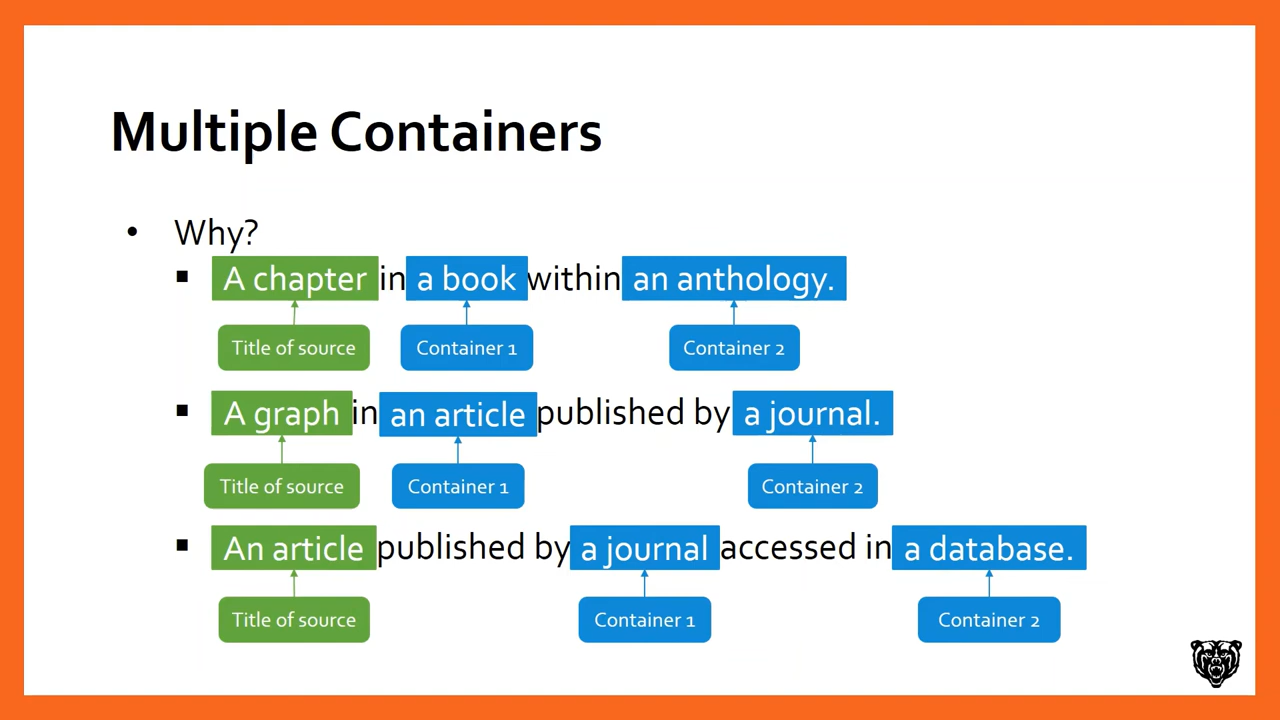 Multiple Containers
• Why?
▪ A chapter in a book within an anthology.
Title of source Container 1 Container 2
▪ A graph in an article published by a journal.
Title of source Container 1 Container 2
▪ An article published by a journal accessed in a database.
Title of source Container 1 Container 2